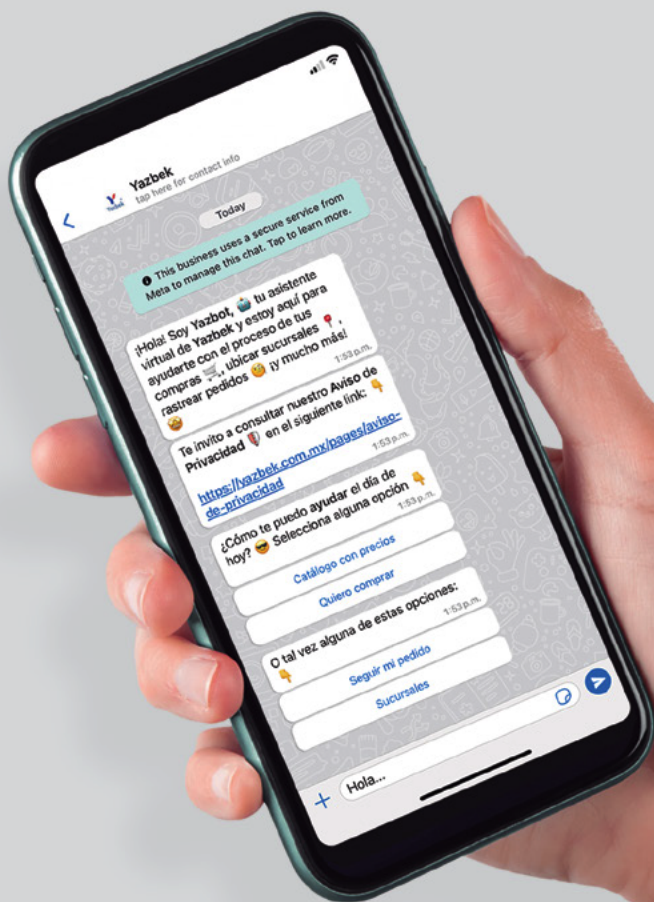 Yazbek
tap here for contact info
Today
This business uses a secure service from
Meta to manage this chat. Tap to learn more.
¡Hola! Soy Yazbot, 🤖 tu asistente
virtual de Yazbek y estoy aquí para
ayudarte con el proceso de tus
compras 🛒, ubicar sucursales 📍,
rastrear pedidos 🧐 ¡y mucho más!
🤩
1:53 p.m.
Te invito a consultar nuestro Aviso de
Privacidad 🛡️ en el siguiente link: 👇
https://yazbek.com.mx/pages/aviso-
de-privacidad
1:53 p.m.
¿Cómo te puedo ayudar el día de
hoy? 😎 Selecciona alguna opción 👇
1:53 p.m.
Catálogo con precios
Quiero comprar
O tal vez alguna de estas opciones:
👇
1:53 p.m.
Seguir mi pedido
Sucursales
Hola...